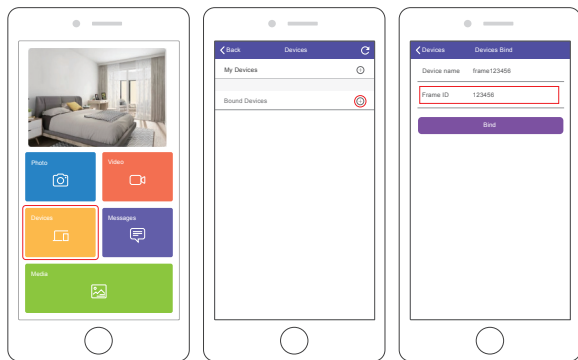 Photo
Video
Devices
Messages
Media
Back Devices
My Devices
Bound Devices
Devices Devices Bind
Device name frame123456
Frame ID 123456
Bind